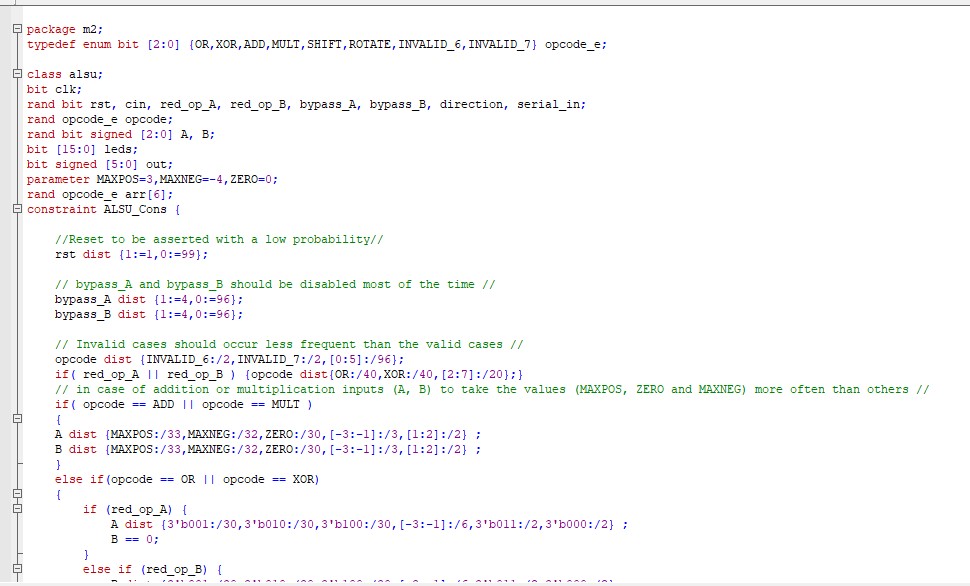 package m2;
typedef enum bit [2:0] {OR,XOR,ADD,MULT,SHIFT,ROTATE,INVALID_6,INVALID_7} opcode_e;
class alsu;
bit clk;
rand bit rst, cin, red_op_A, red_op_B, bypass_A, bypass_B, direction, serial_in;
rand opcode_e opcode;
rand bit signed [2:0] A, B;
bit [15:0] leds;
bit signed [5:0] out;
parameter MAXPOS=3,MAXNEG=-4,ZERO=0;
rand opcode_e arr[6];
constraint ALSU_Cons {
//Reset to be asserted with a low probability//
rst dist {1:=1,0:=99};
// bypass_A and bypass_B should be disabled most of the time //
bypass_A dist {1:=4,0:=96};
bypass_B dist {1:=4,0:=96};
// Invalid cases should occur less frequent than the valid cases //
opcode dist {INVALID_6:/2,INVALID_7:/2,[0:5]:/96};
if( red_op_A || red_op_B ) {opcode dist{OR:/40,XOR:/40,[2:7]:/20};}
// in case of addition or multiplication inputs (A, B) to take the values (MAXPOS, ZERO and MAXNEG) more often than others //
if( opcode == ADD || opcode == MULT )
{
A dist {MAXPOS:/33,MAXNEG:/32,ZERO:/30,[-3:-1]:/3,[1:2]:/2} ;
B dist {MAXPOS:/33,MAXNEG:/32,ZERO:/30,[-3:-1]:/3,[1:2]:/2} ;
}
else if(opcode == OR || opcode == XOR)
{
if (red_op_A) {
A dist {3'b001:/30,3'b010:/30,3'b100:/30,[-3:-1]:/6,3'b011:/2,3'b000:/2} ;
B == 0;
}
else if (red_op_B) {